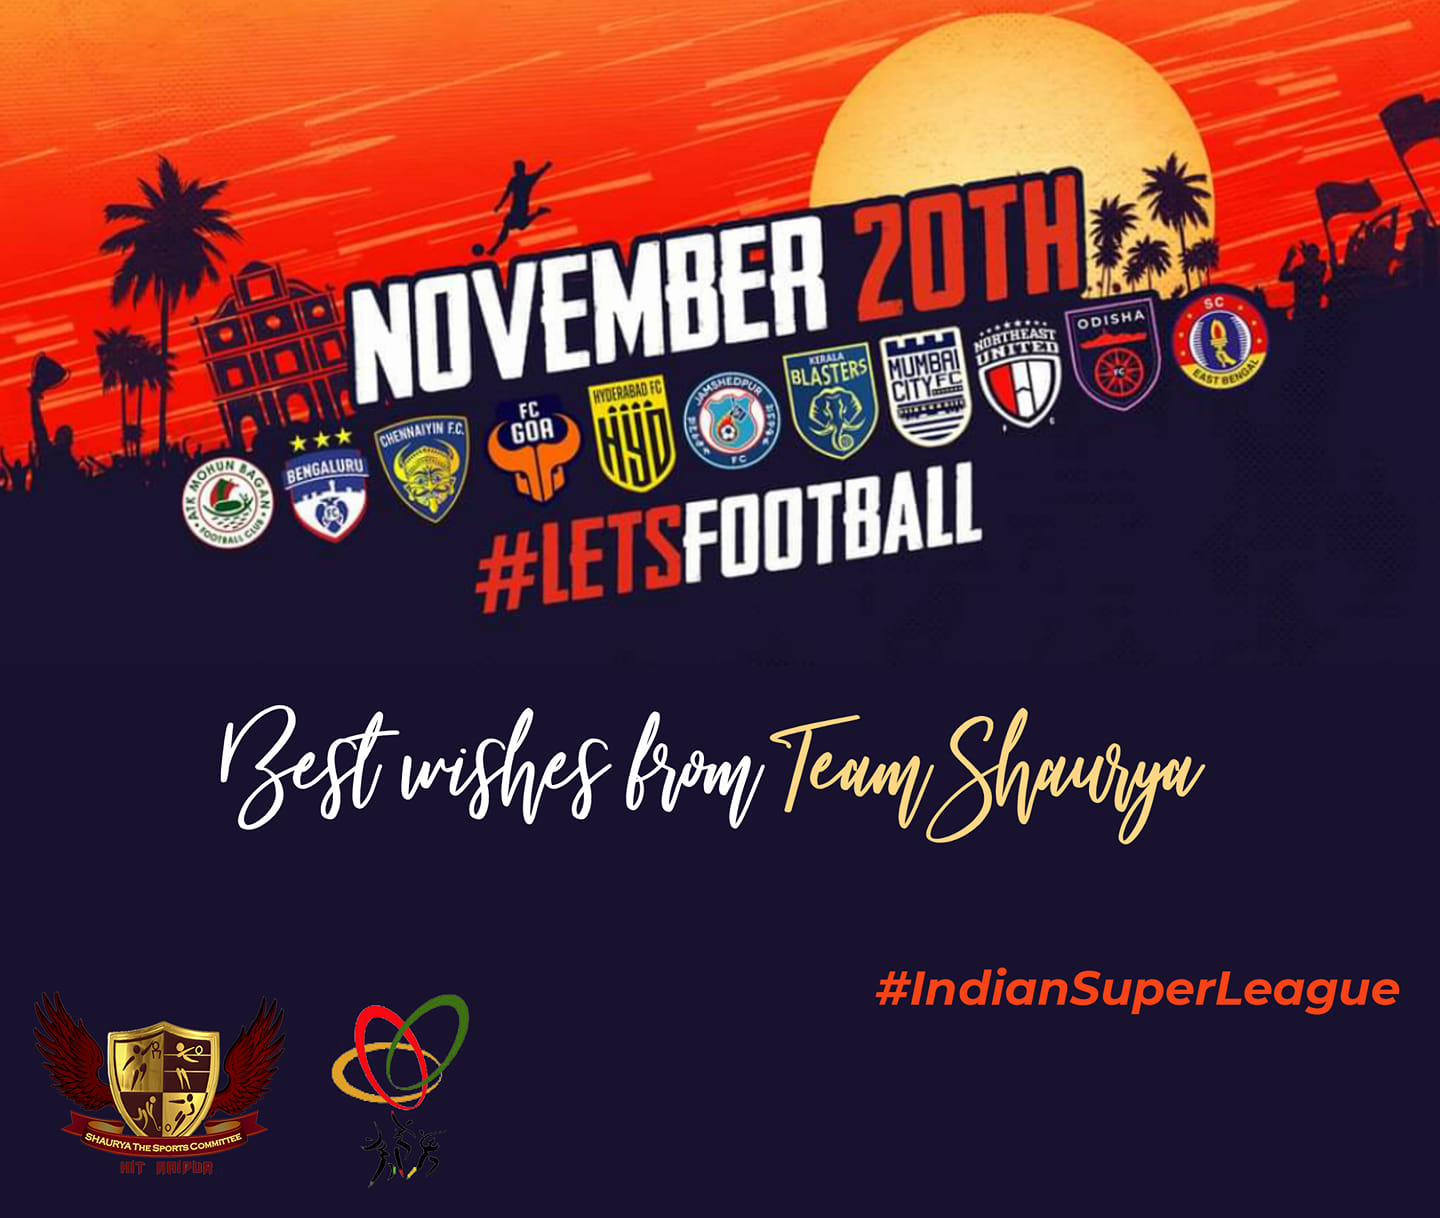 NOVEMBER 20TH
ATK MOHUN BAGAN
FOOTBALL CLUB
BENGALURU
FC
CHENNAIYIN F.C.
FC
GOA
HYDERABAD FC
HYD
JAMSHEDPUR
FC
KERALA
BLASTERS
MUMBAI
CITY FC
NORTHEAST
UNITED
F C
ODISHA
FC
SC
EAST BENGAL
#LETSFOOTBALL
Best wishes from Team Shaurya
#IndianSuperLeague
SHAURYA THE SPORTS COMMITTEE